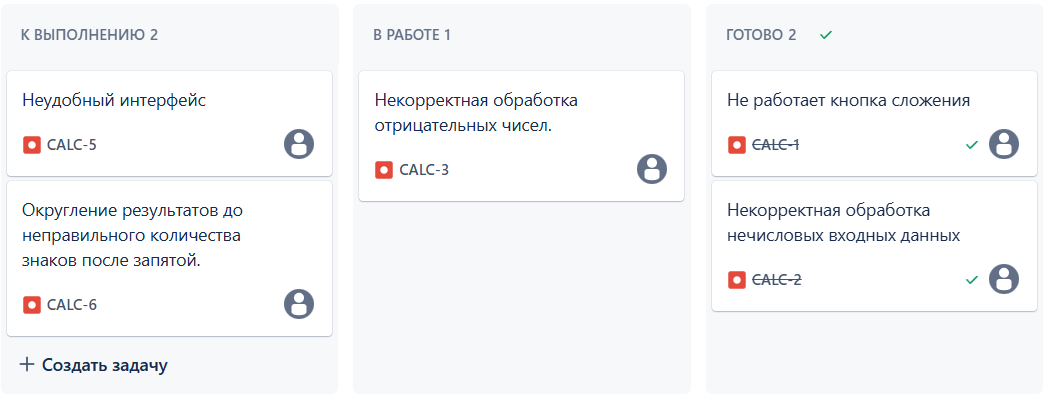 К ВЫПОЛНЕНИЮ 2
Неудобный интерфейс
CALC-5
Округление результатов до
неправильного количества
знаков после запятой.
CALC-6
+ Создать задачу
В РАБОТЕ 1
Некорректная обработка
отрицательных чисел.
CALC-3
ГОТОВО 2
Не работает кнопка сложения
CALC-1
Некорректная обработка
нечисловых входных данных
CALC-2